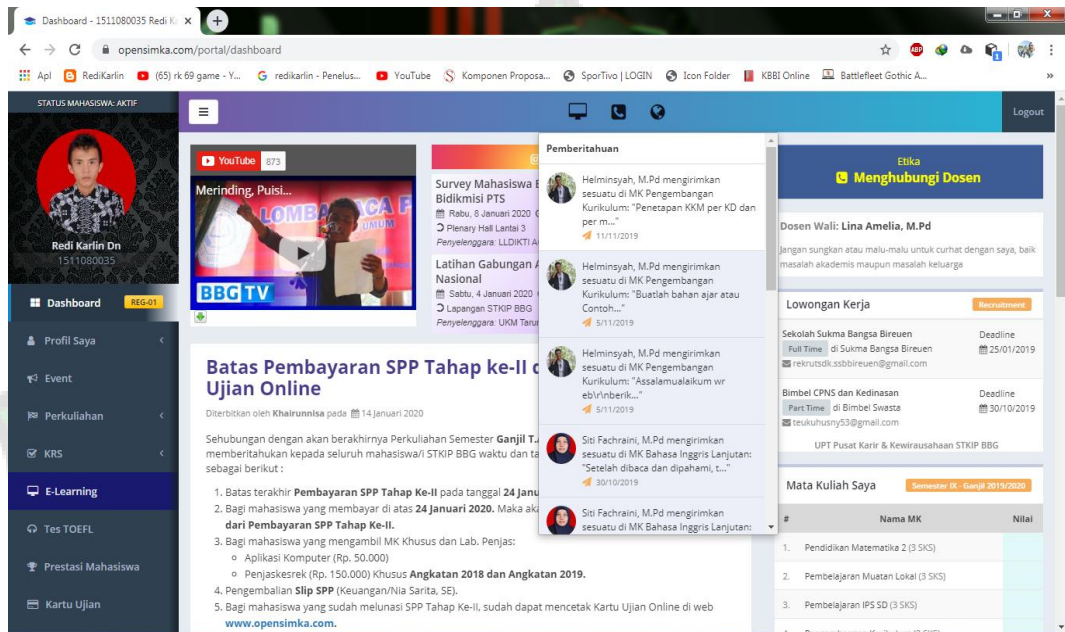 Dashboard - 1511080035 Redi K
opensimka.com/portal/dashboard
Apl RediKarlin (65) rk 69 game - Y... redikarlin - Penelus... YouTube Komponen Proposa... SporTivo | LOGIN Icon Folder KBBI Online Battlefleet Gothic A... »
STATUS MAHASISWA: AKTIF
Redi Karlin Dn
1511080035
Dashboard REG-01
Profil Saya
Event
Perkuliahan
KRS
E-Learning
Tes TOEFL
Prestasi Mahasiswa
Kartu Ujian
Logout
YouTube 873
Merinding, Puisi...
LOMBA BACA P
BBG TV
Survey Mahasiswa
Bidikmisi PTS
Rabu, 8 Januari 2020
Plenary Hall Lantai 3
Penyelenggara: LLDIKTI A
Latihan Gabungan
Nasional
Sabtu, 4 Januari 2020
Lapangan STKIP BBG
Penyelenggara: UKM Tarun
Batas Pembayaran SPP Tahap ke-II d
Ujian Online
Diterbitkan oleh Khairunnisa pada 14 Januari 2020
Sehubungan dengan akan berakhirnya Perkuliahan Semester Ganjil T.
memberitahukan kepada seluruh mahasiswa/i STKIP BBG waktu dan ta
sebagai berikut :
1. Batas terakhir Pembayaran SPP Tahap Ke-II pada tanggal 24 Janu
2. Bagi mahasiswa yang membayar di atas 24 Januari 2020. Maka aka
dari Pembayaran SPP Tahap Ke-II.
3. Bagi mahasiswa yang mengambil MK Khusus dan Lab. Penjas:
Aplikasi Komputer (Rp. 50.000)
Penjaskesrek (Rp. 150.000) Khusus Angkatan 2018 dan Angkatan 2019.
4. Pengembalian Slip SPP (Keuangan/Nia Sarita, SE).
5. Bagi mahasiswa yang sudah melunasi SPP Tahap Ke-II, sudah dapat mencetak Kartu Ujian Online di web
www.opensimka.com.
Pemberitahuan
Helminsyah, M.Pd mengirimkan
sesuatu di MK Pengembangan
Kurikulum: "Penetapan KKM per KD dan
per m..."
11/11/2019
Helminsyah, M.Pd mengirimkan
sesuatu di MK Pengembangan
Kurikulum: "Buatlah bahan ajar atau
Contoh..."
5/11/2019
Helminsyah, M.Pd mengirimkan
sesuatu di MK Pengembangan
Kurikulum: "Assalamualaikum wr
eb\r\nberik..."
5/11/2019
Siti Fachraini, M.Pd mengirimkan
sesuatu di MK Bahasa Inggris Lanjutan:
"Setelah dibaca dan dipahami, t..."
30/10/2019
Siti Fachraini, M.Pd mengirimkan
sesuatu di MK Bahasa Inggris Lanjutan:
Etika
Menghubungi Dosen
Dosen Wali: Lina Amelia, M.Pd
Jangan sungkan atau malu-malu untuk curhat dengan saya, baik
masalah akademis maupun masalah keluarga
Lowongan Kerja Recruitment
Sekolah Sukma Bangsa Bireuen Deadline
Full Time di Sukma Bangsa Bireuen 25/01/2019
rekrutsdk.ssbbireuen@gmail.com
Bimbel CPNS dan Kedinasan Deadline
Part Time di Bimbel Swasta 30/10/2019
teukuhusny53@gmail.com
UPT Pusat Karir & Kewirausahaan STKIP BBG
Mata Kuliah Saya Semester IX - Ganjil 2019/2020
# Nama MK Nilai
1. Pendidikan Matematika 2 (3 SKS)
2. Pembelajaran Muatan Lokal (3 SKS)
3. Pembelajaran IPS SD (3 SKS)